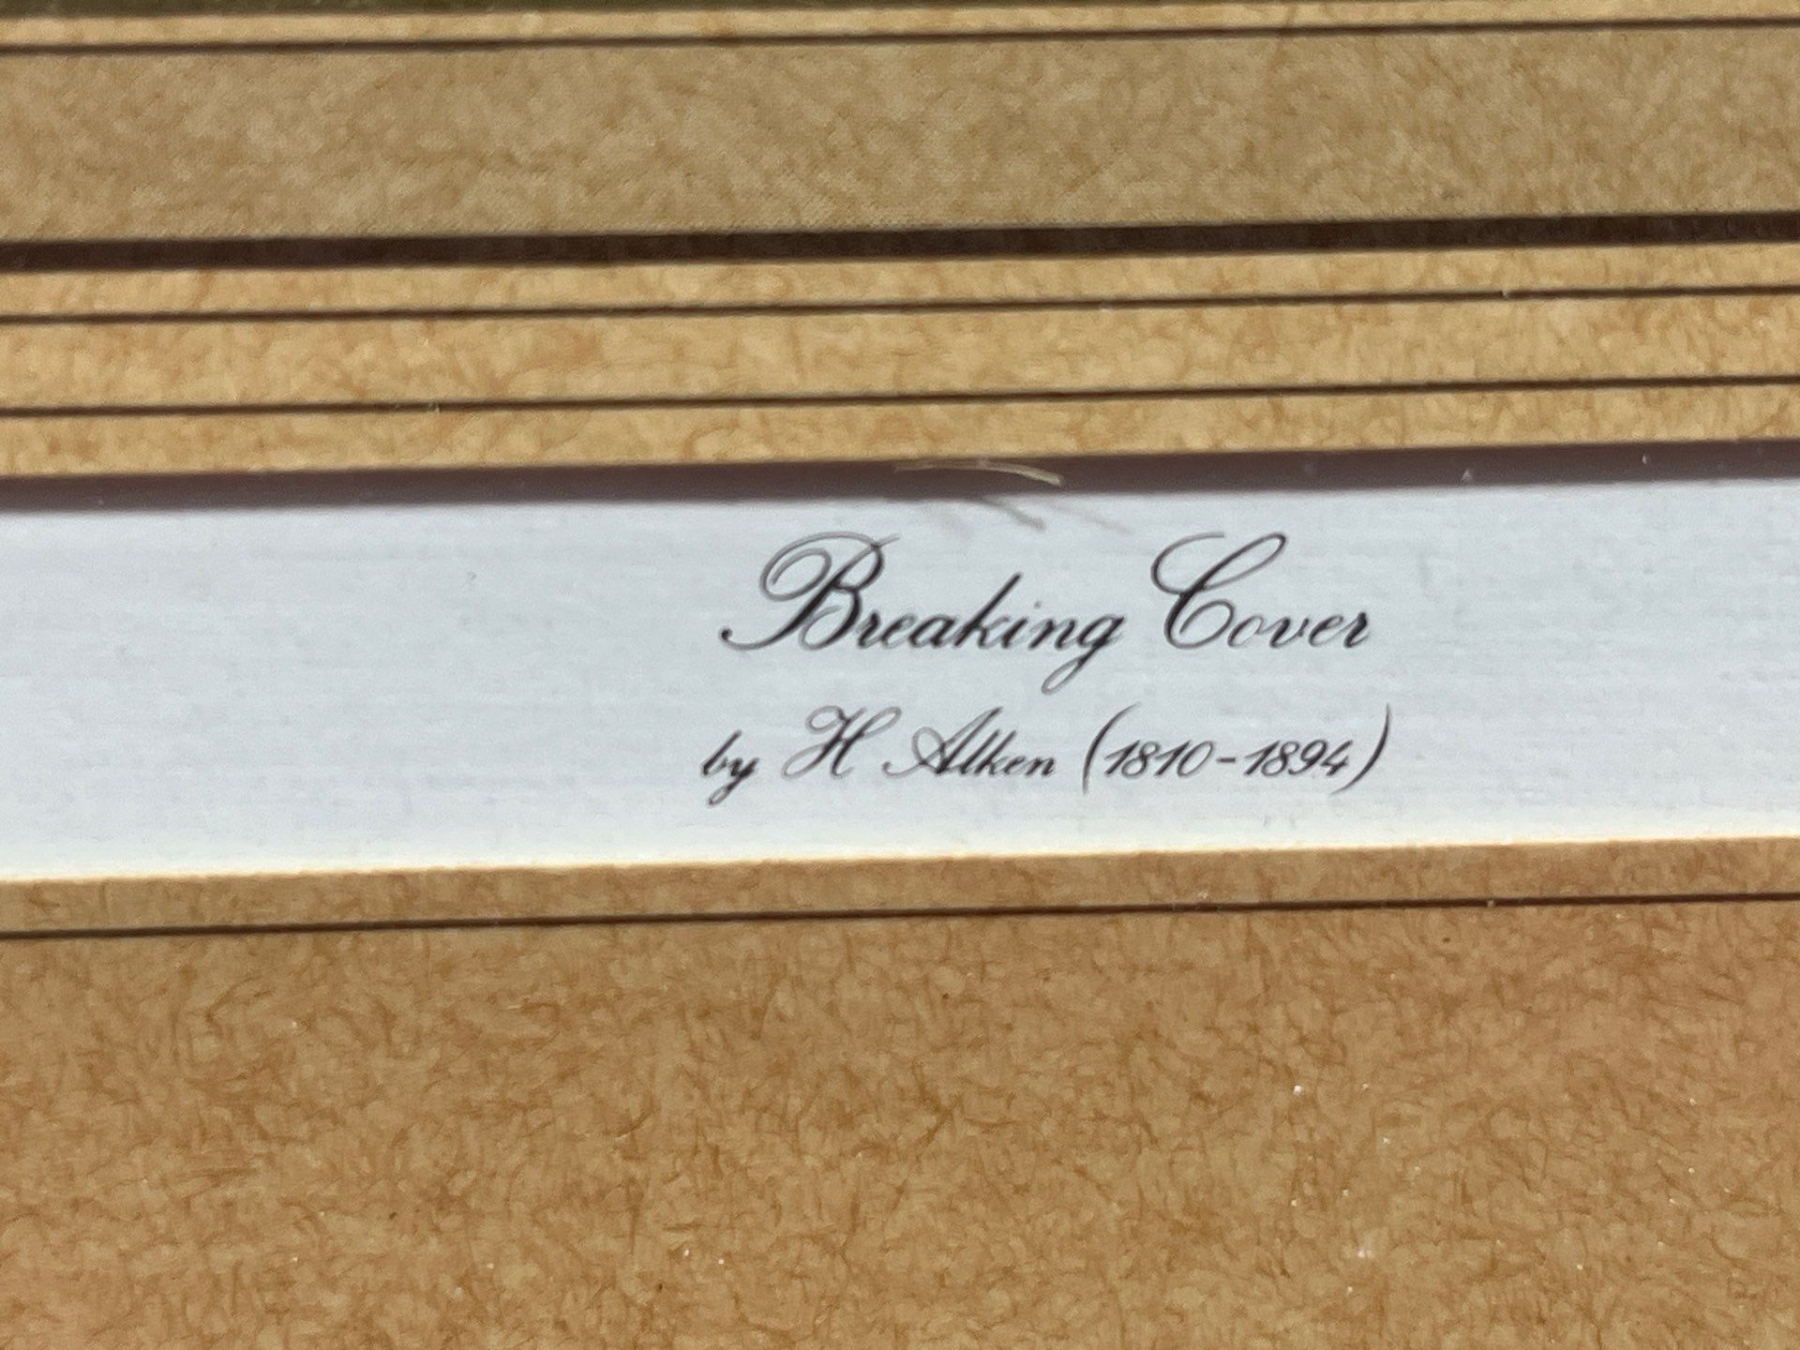 Breaking Cover
by H Alken (1810-1894)